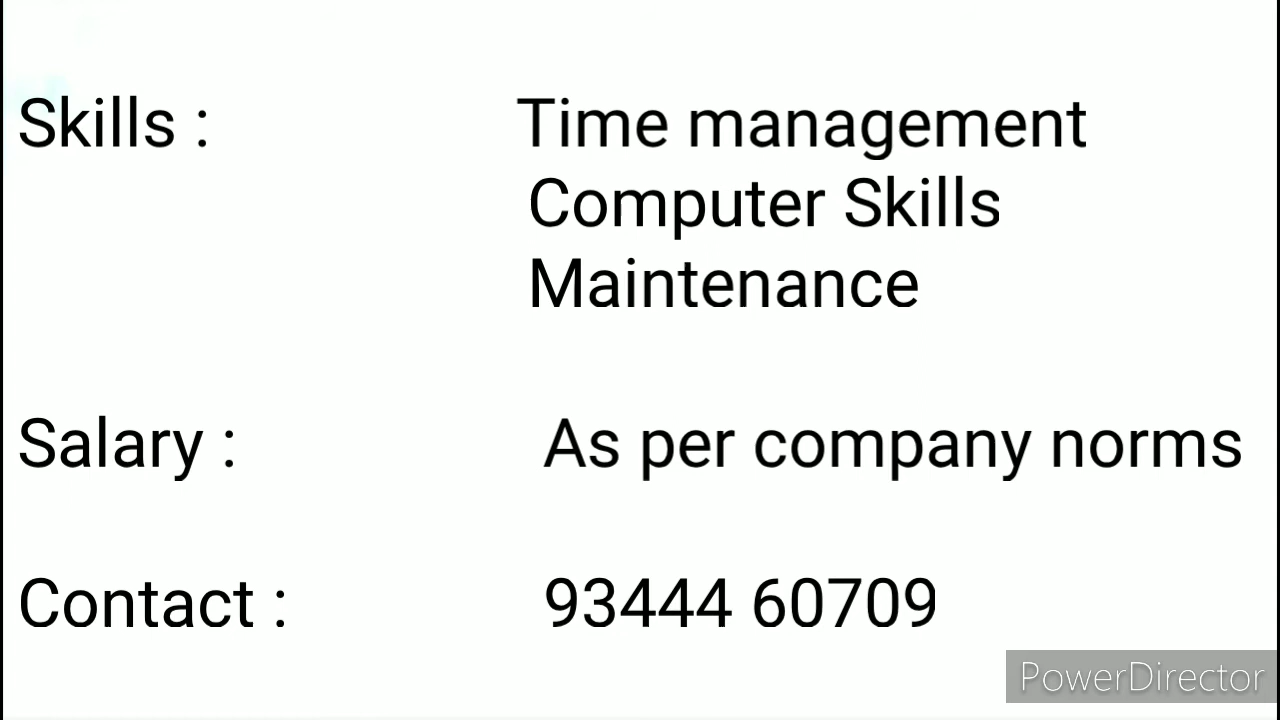 Skills : Time management
Computer Skills
Maintenance
Salary : As per company norms
Contact : 93444 60709
PowerDirector